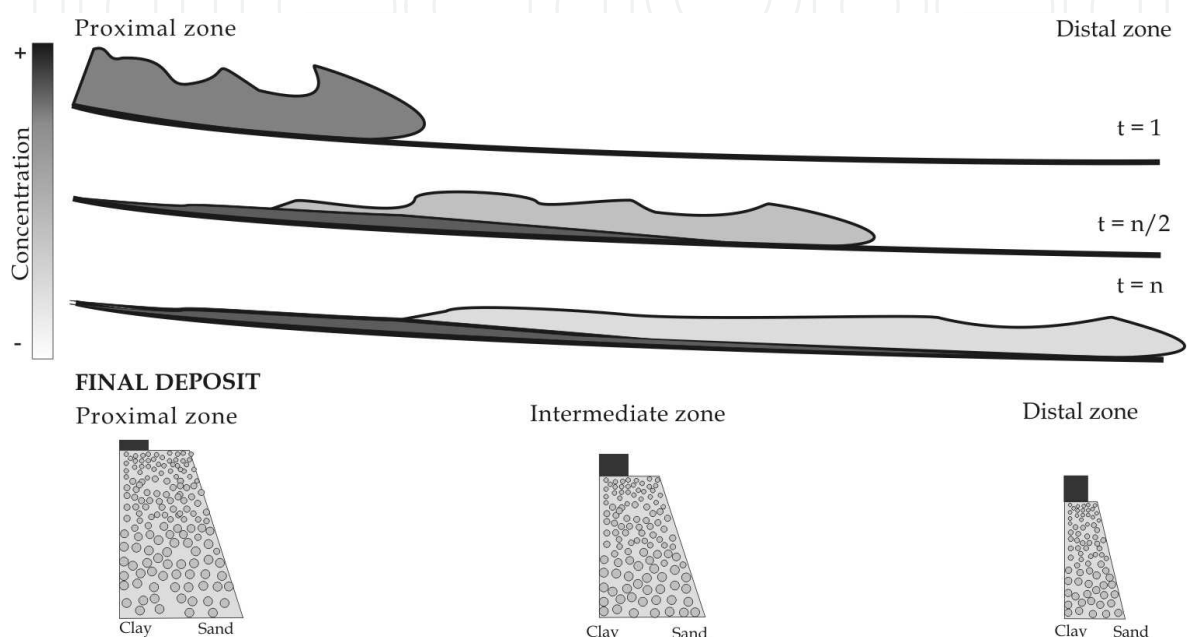 Proximal zone
Distal zone
+
Concentration
-
t = 1
t = n/2
t = n
FINAL DEPOSIT
Proximal zone
Intermediate zone
Distal zone
Clay Sand
Clay Sand
Clay Sand